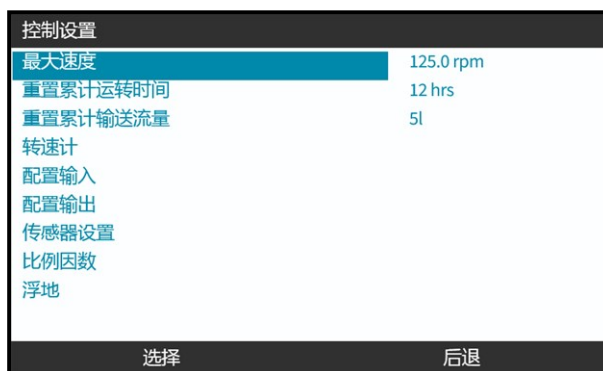 控制设置
最大速度 125.0 rpm
重置累计运转时间 12 hrs
重置累计输送流量 5l
转速计
配置输入
配置输出
传感器设置
比例因数
浮地
选择 后退